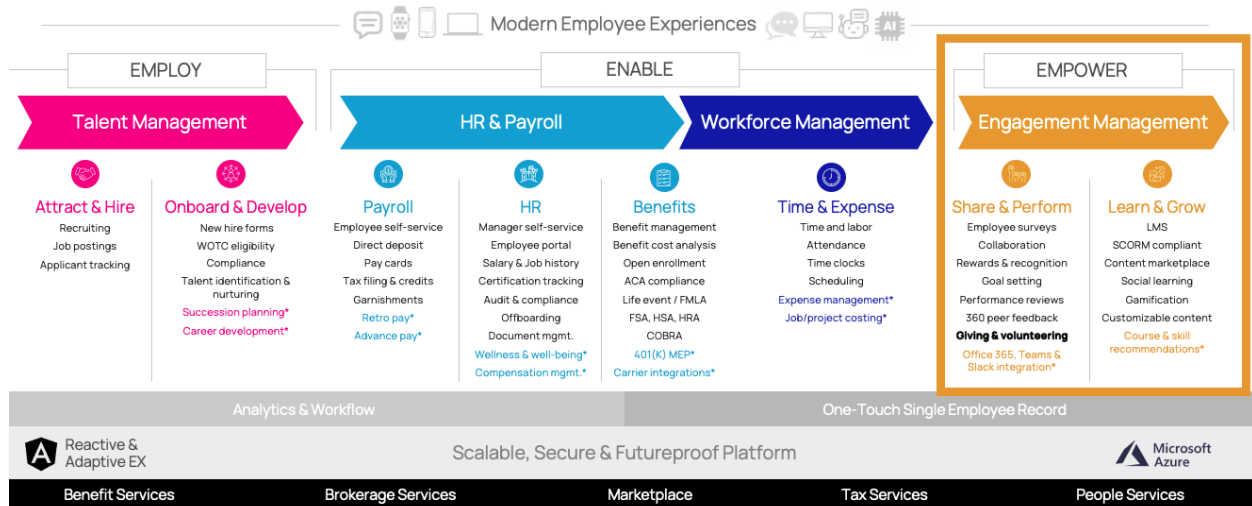 Modern Employee Experiences
AI
EMPLOY
ENABLE
EMPOWER
Talent Management
HR & Payroll
Workforce Management
Engagement Management
Attract & Hire
Recruiting
Job postings
Applicant tracking
Onboard & Develop
New hire forms
WOTC eligibility
Compliance
Talent identification &
nurturing
Succession planning*
Career development*
Payroll
Employee self-service
Direct deposit
Pay cards
Tax filing & credits
Garnishments
Retro pay*
Advance pay*
HR
Manager self-service
Employee portal
Salary & Job history
Certification tracking
Audit & compliance
Offboarding
Document mgmt.
Wellness & well-being*
Compensation mgmt.*
Benefits
Benefit management
Benefit cost analysis
Open enrollment
ACA compliance
Life event / FMLA
FSA, HSA, HRA
COBRA
401(K) MEP*
Carrier integrations*
Time & Expense
Time and labor
Attendance
Time clocks
Scheduling
Expense management*
Job/project costing*
Share & Perform
Employee surveys
Collaboration
Rewards & recognition
Goal setting
Performance reviews
360 peer feedback
Giving & volunteering
Office 365, Teams &
Slack integration*
Learn & Grow
LMS
SCORM compliant
Content marketplace
Social learning
Gamification
Customizable content
Course & skill
recommendations*
Analytics & Workflow
One-Touch Single Employee Record
A
Reactive &
Adaptive EX
Scalable, Secure & Futureproof Platform
Microsoft
Azure
Benefit Services
Brokerage Services
Marketplace
Tax Services
People Services